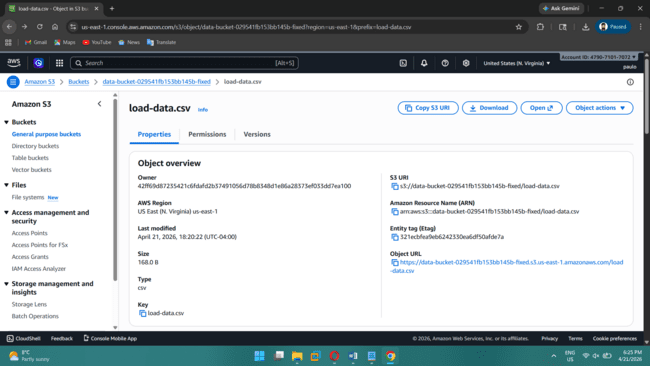 load-data.csv - Object in S3 bu
Ask Gemini
us-east-1.console.aws.amazon.com/s3/object/data-bucket-029541fb153bb145b-fixed?region=us-east-1&prefix=load-data.csv
Paused
Gmail
Maps
YouTube
News
Translate
aws
Search
[Alt+S]
United States (N. Virginia)
Account ID: 4790-7101-7072
paulo
Amazon S3
Buckets
data-bucket-029541fb153bb145b-fixed
load-data.csv
Amazon S3
Buckets
General purpose buckets
Directory buckets
Table buckets
Vector buckets
Files
File systems New
Access management and security
Access Points
Access Points for FSx
Access Grants
IAM Access Analyzer
Storage management and insights
Storage Lens
Batch Operations
load-data.csv Info
Copy S3 URI
Download
Open
Object actions
Properties
Permissions
Versions
Object overview
Owner
42ff69d87235421c6fdafd2b37491056d78b8348d1e86a28373ef033dd7ea100
AWS Region
US East (N. Virginia) us-east-1
Last modified
April 21, 2026, 18:20:22 (UTC-04:00)
Size
168.0 B
Type
csv
Key
load-data.csv
S3 URI
s3://data-bucket-029541fb153bb145b-fixed/load-data.csv
Amazon Resource Name (ARN)
arn:aws:s3:::data-bucket-029541fb153bb145b-fixed/load-data.csv
Entity tag (Etag)
321ecbfea9eb6242330ea6df50afde7a
Object URL
https://data-bucket-029541fb153bb145b-fixed.s3.us-east-1.amazonaws.com/load
-data.csv
CloudShell
Feedback
Console Mobile App
© 2026, Amazon Web Services, Inc. or its affiliates.
Privacy
Terms
Cookie preferences
8°C
Partly sunny
ENG
US
6:25 PM
4/21/2026